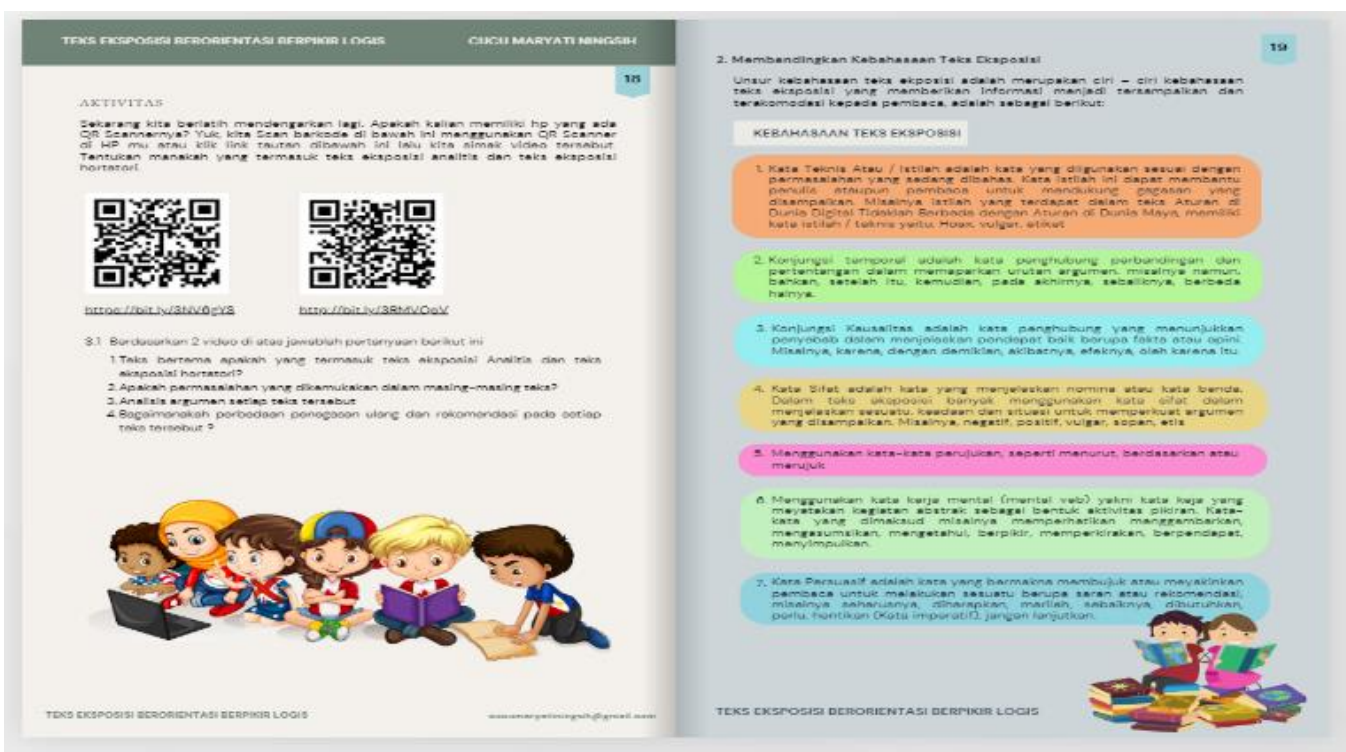 TEKS EKSPOSISI BERORIENTASI BERPIKIR LOGIS
CUCU MARYATI NINGSIH
18
AKTIVITAS
Sekarang kita berlatih mendengarkan lagi. Apakah kalian memiliki hp yang ada
QR Scannernya? Yuk, kita Scan barkode di bawah ini menggunakan QR Scanner
di HP mu atau klik link tautan dibawah ini lalu kita simak video tersebut.
Tentukan manakah yang termasuk teks eksposisi analitis dan teks eksposisi
hortatori.
3.1 Berdasarkan 2 video di atas jawablah pertanyaan berikut ini
1. Teks bertema apakah yang termasuk teks eksposisi Analitis dan teks
eksposisi hortatori?
2. Apakah permasalahan yang dikemukakan dalam masing-masing teks?
3. Analisis argumen setiap teks tersebut
4. Bagaimanakah perbedaan penegasan ulang dan rekomendasi pada setiap
teks tersebut ?
TEKS EKSPOSISI BERORIENTASI BERPIKIR LOGIS
19
2. Membandingkan Kebahasaan Teks Eksposisi
Unsur kebahasaan teks ekposisi adalah merupakan ciri – ciri kebahasaan
teks eksposisi yang memberikan informasi menjadi tersampaikan dan
terakomodasi kepada pembaca, adalah sebagai berikut:
KEBAHASAAN TEKS EKSPOSISI
1. Kata Teknis Atau / istilah adalah kata yang digunakan sesuai dengan
permasalahan yang sedang dibahas. Kata istilah ini dapat membantu
penulis ataupun pembaca untuk mendukung gagasan yang
disampaikan. Misalnya istilah yang terdapat dalam teks Aturan di
Dunia Digital Tidaklah Berbeda dengan Aturan di Dunia Maya, memiliki
kata istilah / teknis yaitu, Hoax, vulgar, etiket
2. Konjungsi temporal adalah kata penghubung perbandingan dan
pertentangan dalam memaparkan urutan argumen, misalnya namun,
bahkan, setelah itu, kemudian, pada akhirnya, sebaliknya, berbeda
halnya.
3. Konjungsi Kausalitas adalah kata penghubung yang menunjukkan
penyebab dalam menjelaskan pendapat baik berupa fakta atau opini.
Misalnya, karena, dengan demikian, akibatnya, efeknya, oleh karena itu.
4. Kata Sifat adalah kata yang menjelaskan nomina atau kata benda.
Dalam teks eksposisi banyak menggunakan kata sifat dalam
menjelaskan sesuatu, keadaan dan situasi untuk memperkuat argumen
yang disampaikan. Misalnya, negatif, positif, vulgar, sopan, etis
5. Menggunakan kata-kata perujukan, seperti menurut, berdasarkan atau
merujuk
6. Menggunakan kata kerja mental (mental veb) yakni kata keja yang
meyatakan kegiatan abstrak sebagai bentuk aktivitas pikiran. Kata-
kata yang dimaksud misalnya memperhatikan menggambarkan,
mengasumsikan, mengetahui, berpikir, memperkirakan, berpendapat,
menyimpulkan.
7. Kata Persuasif adalah kata yang bermakna membujuk atau meyakinkan
pembaca untuk melakukan sesuatu berupa saran atau rekomendasi,
misalnya seharusnya, diharapkan, marilah, sebaiknya, dibutuhkan,
perlu, hentikan (Kata imperatif), jangan lanjutkan.
TEKS EKSPOSISI BERORIENTASI BERPIKIR LOGIS